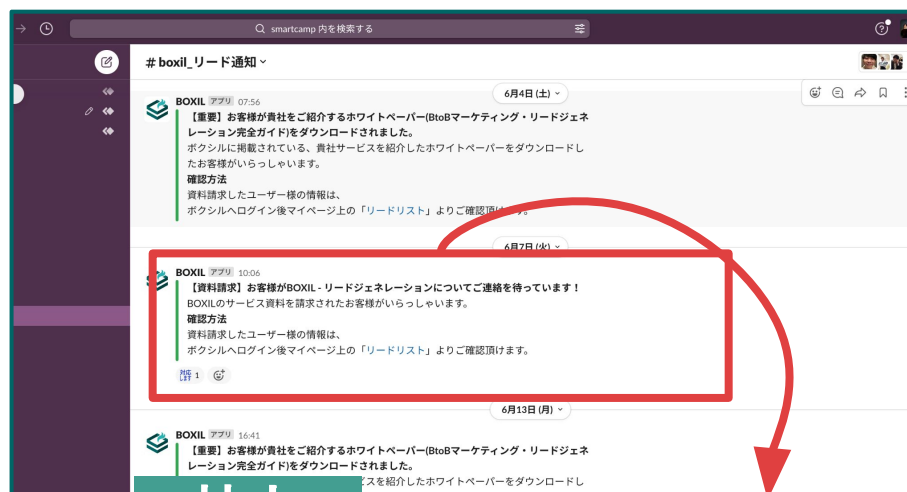 smartcamp 内を検索する
# boxil_リード通知
6月4日 (土)
BOXIL アプリ 07:56
【重要】お客様が貴社をご紹介するホワイトペーパー(BtoBマーケティング・リードジェネ
レーション完全ガイド)をダウンロードされました。
ボクシルに掲載されている、貴社サービスを紹介したホワイトペーパーをダウンロードし
たお客様がいらっしゃいます。
確認方法
資料請求したユーザー様の情報は、
ボクシルへログイン後マイページ上の「リードリスト」よりご確認頂けます。
6月7日 (火)
BOXIL アプリ 10:06
【資料請求】お客様がBOXIL - リードジェネレーションについてご連絡を待っています！
BOXILのサービス資料を請求されたお客様がいらっしゃいます。
確認方法
資料請求したユーザー様の情報は、
ボクシルへログイン後マイページ上の「リードリスト」よりご確認頂けます。
1
6月13日 (月)
BOXIL アプリ 16:41
【重要】お客様が貴社をご紹介するホワイトペーパー(BtoBマーケティング・リードジェネ
レーション完全ガイド)をダウンロードされました。
スを紹介したホワイトペーパーをダウンロードし